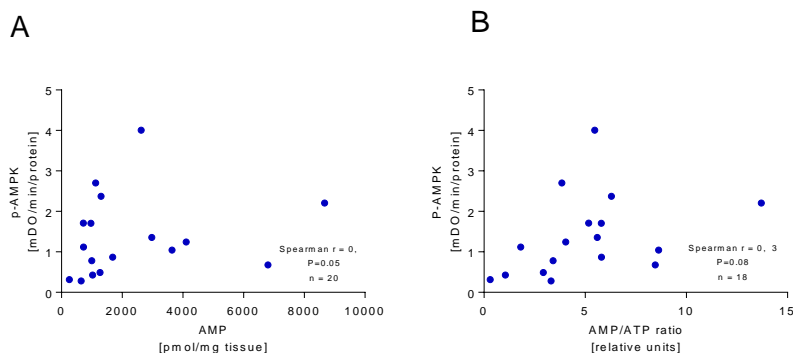 A
B
5
4
3
2
1
0
p-AMPK
[mDO/min/protein]
Spearman r = 0,
P=0.05
n = 20
0 2000 4000 6000 8000 10000
AMP
[pmol/mg tissue]
5
4
3
2
1
0
P-AMPK
[mDO/min/protein]
Spearman r = 0, 3
P=0.08
n = 18
0 5 10 15
AMP/ATP ratio
[relative units]